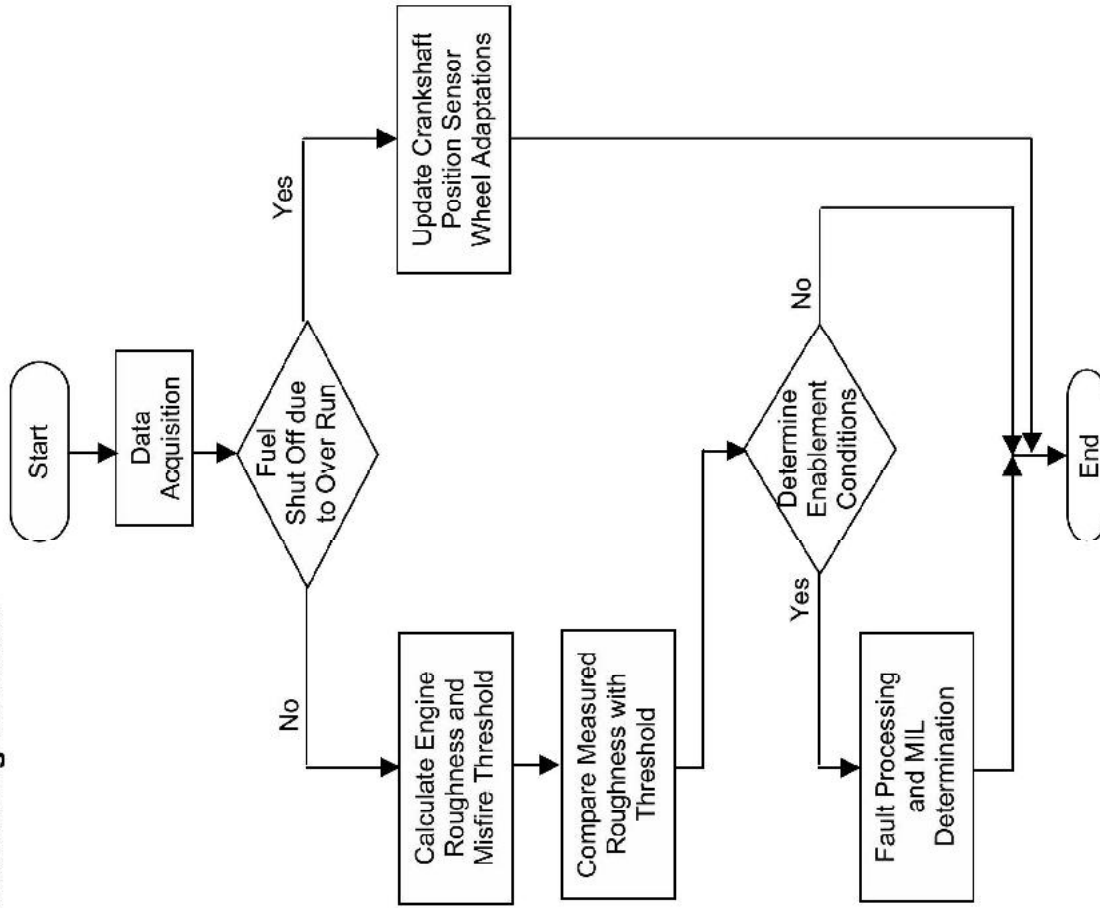 Start
Data
Acquisition
Fuel
Shut Off due
to Over Run
Yes
No
Update Crankshaft
Position Sensor
Wheel Adaptations
Calculate Engine
Roughness and
Misfire Threshold
Compare Measured
Roughness with
Threshold
Determine
Enablement
Conditions
Yes
No
Fault Processing
and MIL
Determination
End